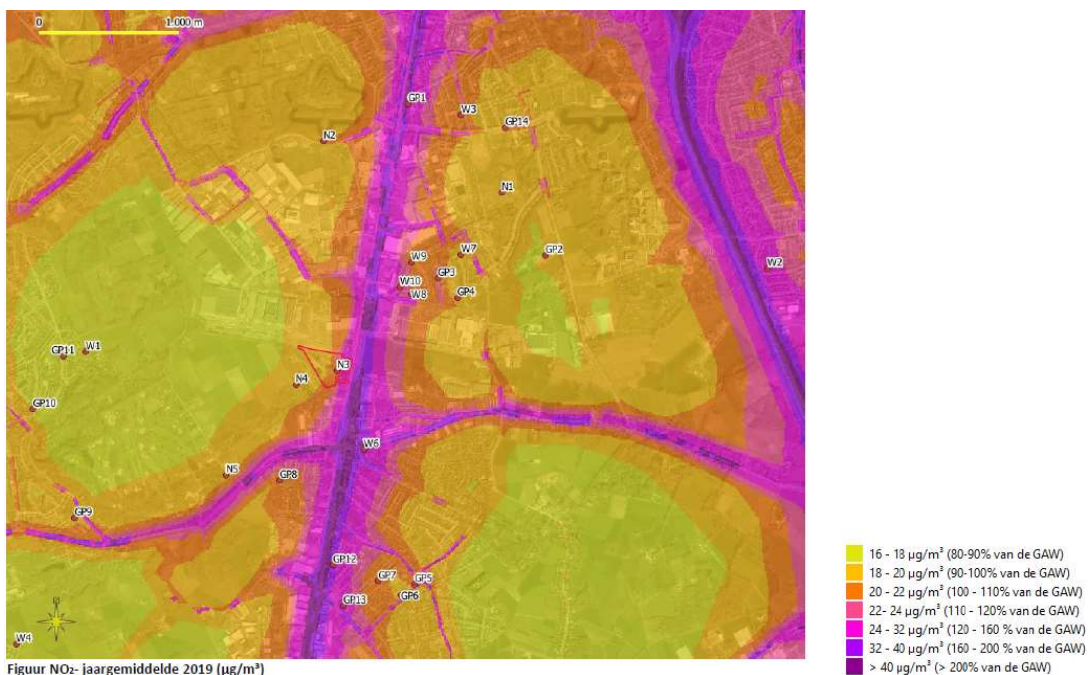 0 1.000 m
GP1
W3
GP14
N2
N1
GP2
W7
W9
W2
GP3
W10
W8
GP4
GP11
W1
N3
N4
GP10
W6
N5
GP8
GP9
GP12
GP7
GP5
GP6
GP13
W4
Figuur NO₂- jaargemiddelde 2019 (µg/m³)
16 - 18 µg/m³ (80-90% van de GAW)
18 - 20 µg/m³ (90-100% van de GAW)
20 - 22 µg/m³ (100 - 110% van de GAW)
22- 24 µg/m³ (110 - 120% van de GAW)
24 - 32 µg/m³ (120 - 160 % van de GAW)
32 - 40 µg/m³ (160 - 200 % van de GAW)
> 40 µg/m³ (> 200% van de GAW)